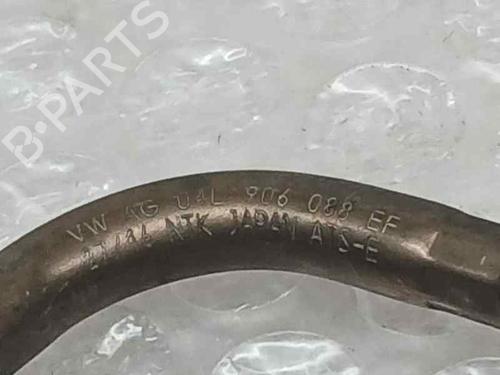 B-PARTS
VW AG 04L 906 088 EF
NTK JAPAN ATS-E